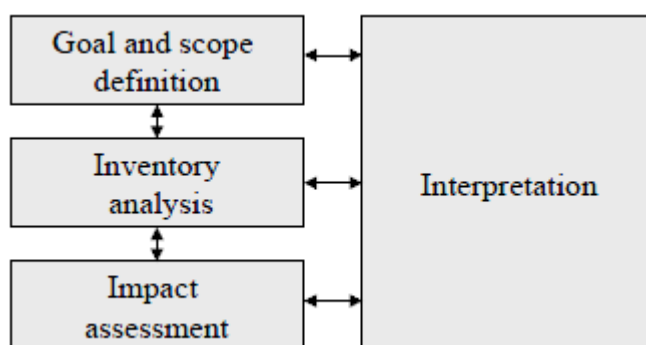 Goal and scope
definition
Inventory
analysis
Interpretation
Impact
assessment